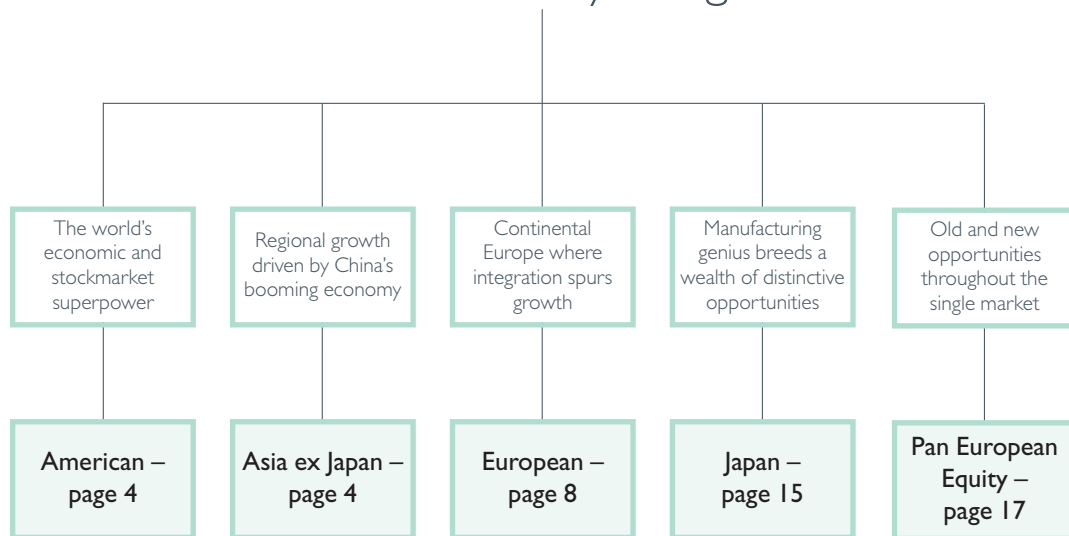 The world's
economic and
stockmarket
superpower
Regional growth
driven by China's
booming economy
Continental
Europe where
integration spurs
growth
Manufacturing
genius breeds a
wealth of distinctive
opportunities
Old and new
opportunities
throughout the
single market
American –
page 4
Asia ex Japan –
page 4
European –
page 8
Japan –
page 15
Pan European
Equity –
page 17